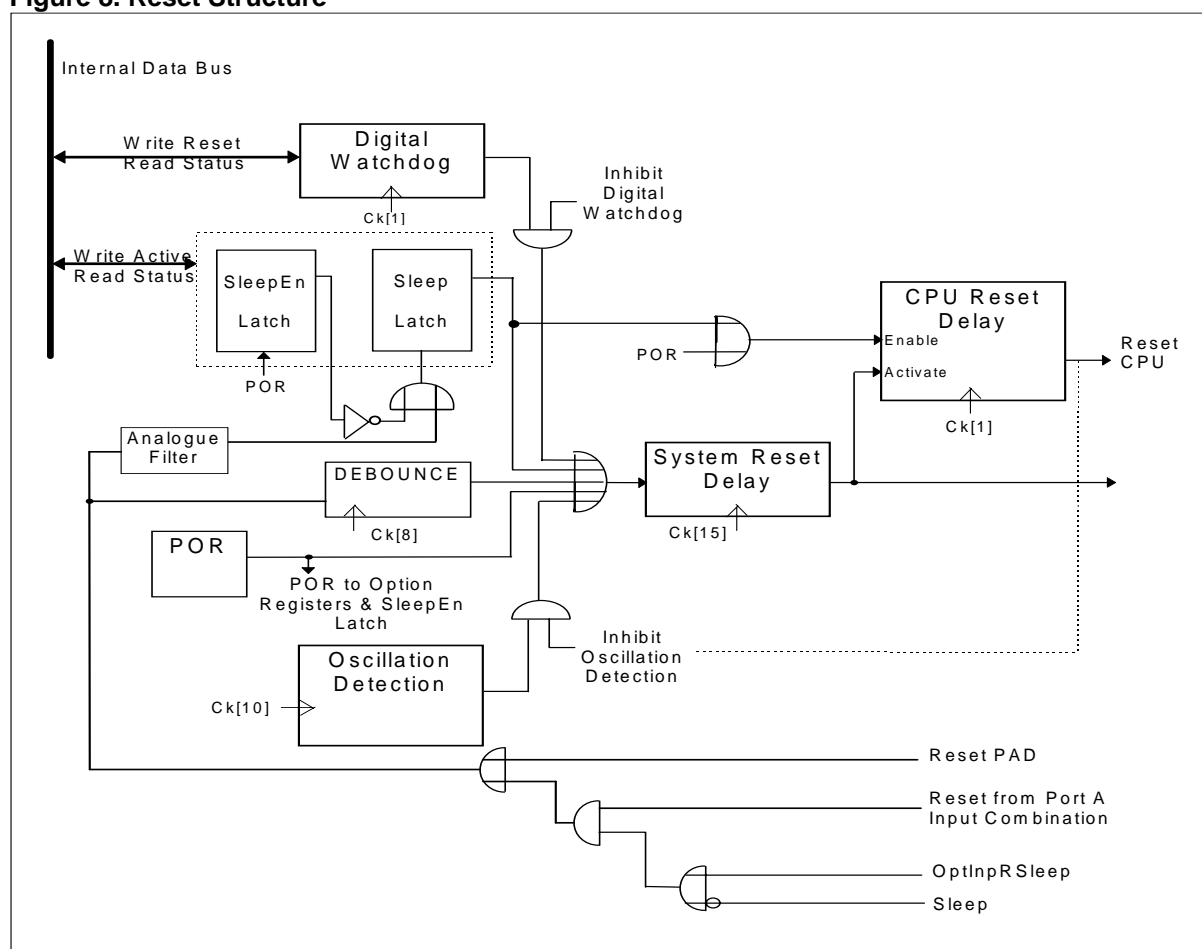 Figure 8. Reset Structure
Internal Data Bus
Write Reset
Read Status
Digital
Watchdog
Ck[1]
Inhibit
Digital
Watchdog
Write Active
Read Status
SleepEn
Latch
Sleep
Latch
POR
POR
CPU Reset
Delay
Enable
Activate
Ck[1]
Reset
CPU
Analogue
Filter
DEBOUNCE
Ck[8]
System Reset
Delay
Ck[15]
POR
POR to Option
Registers & SleepEn
Latch
Inhibit
Oscillation
Detection
Oscillation
Detection
Ck[10]
Reset PAD
Reset from Port A
Input Combination
OptInpRSleep
Sleep